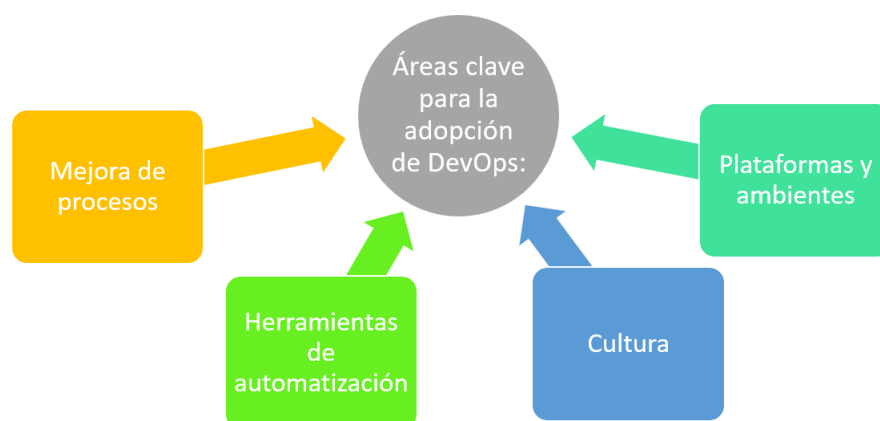 Áreas clave
para la
adopción
de DevOps:
Mejora de
procesos
Plataformas y
ambientes
Herramientas
de
automatización
Cultura